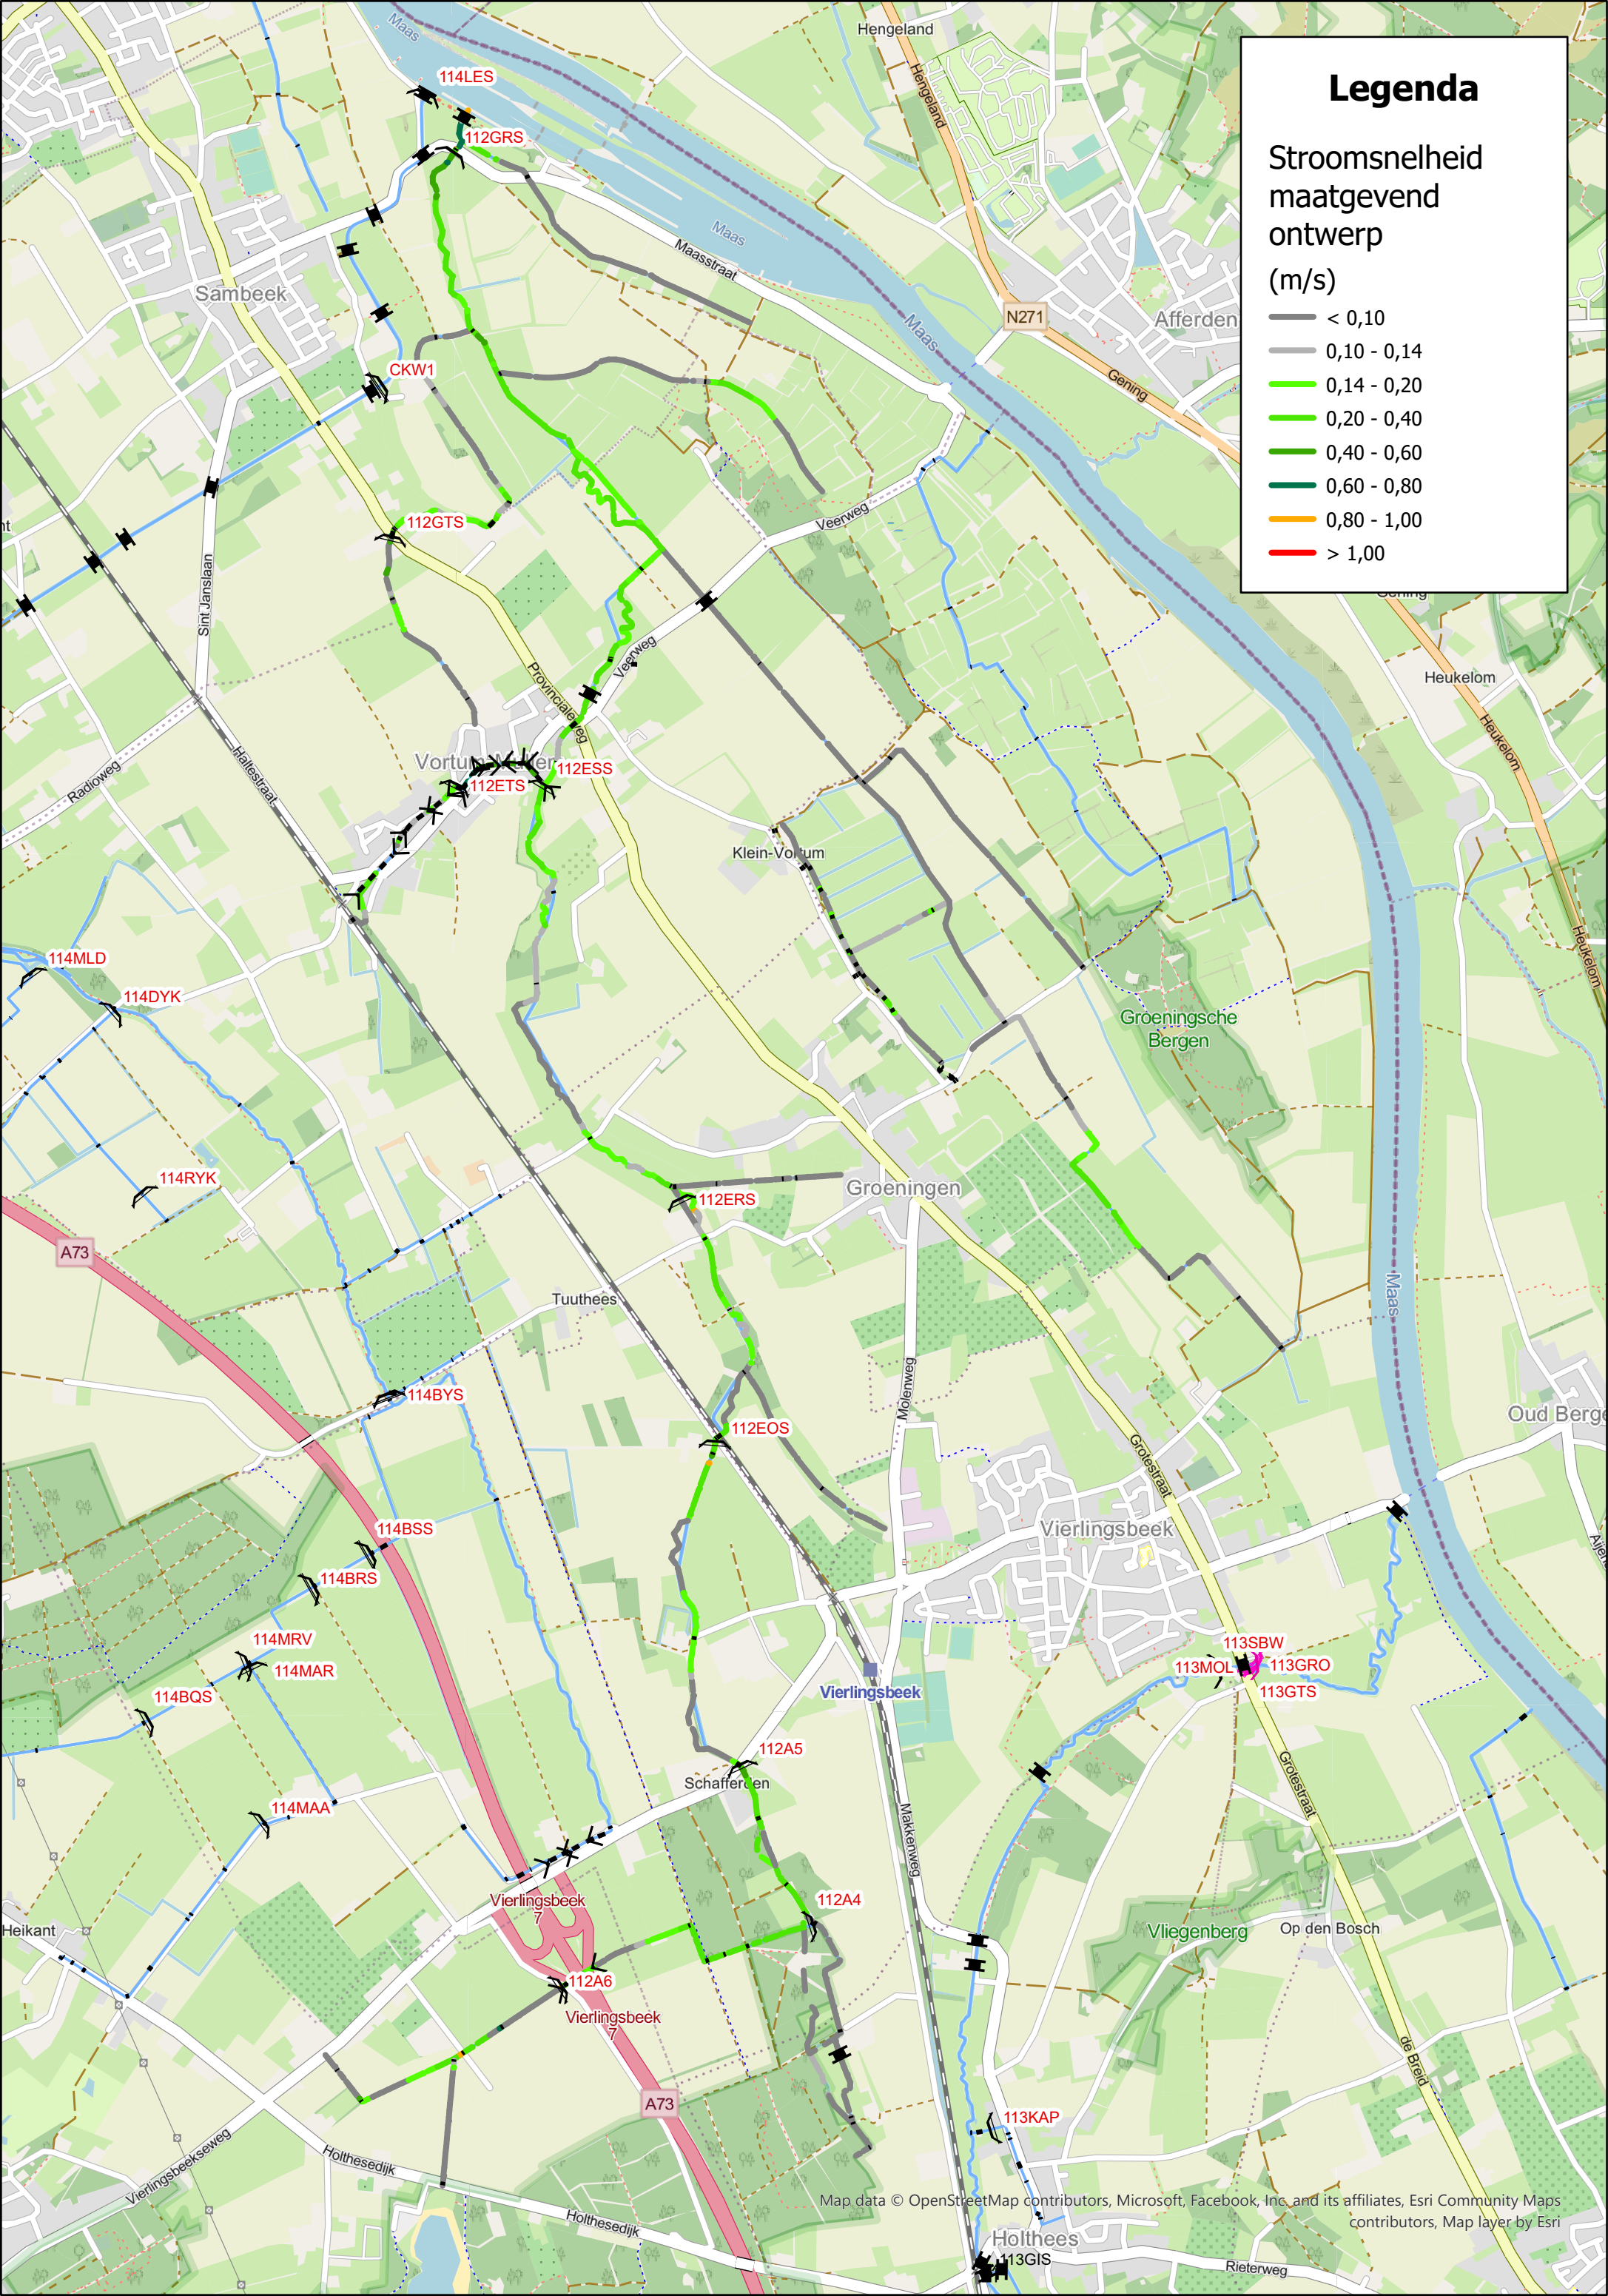 Legenda
Stroomsnelheid
maatgevend
ontwerp
(m/s)
< 0,10
0,10 - 0,14
0,14 - 0,20
0,20 - 0,40
0,40 - 0,60
0,60 - 0,80
0,80 - 1,00
> 1,00
Maas
Hengeland
Hengeland
114LES
112GRS
Maas
Maasstraat
Sambeek
N271
Afferden
Maas
CKW1
Gening
112GTS
Veerweg
Sint Janslaan
Veerweg
Provincialeweg
Heukelom
Heukelom
Haltestraat
Radioweg
112ESS
112ETS
Klein-Vortum
Heukelom
114MLD
114DYK
Groeningsche
Bergen
114RYK
112ERS
Groeningen
A73
Tuuthees
Maas
Molenweg
114BYS
112EOS
Grotestraat
Vierlingsbeek
114BSS
114BRS
114MRV
114MAR
114BQS
113SBW
113MOL
113GRO
113GTS
Vierlingsbeek
112A5
Schafferden
114MAA
Makkenweg
Grotestraat
Vierlingsbeek
7
112A4
Heikant
Vliegenberg
Op den Bosch
112A6
Vierlingsbeek
7
de Breid
A73
113KAP
Vierlingsbeekseweg
Holthesedijk
Holthesedijk
Map data © OpenStreetMap contributors, Microsoft, Facebook, Inc. and its affiliates, Esri Community Maps
contributors, Map layer by Esri
Holthees
113GIS
Rieterweg